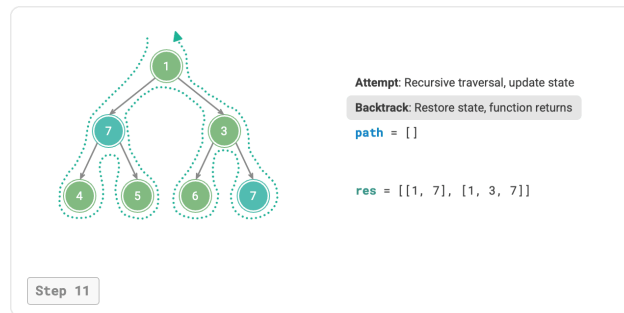 1
Attempt: Recursive traversal, update state
Backtrack: Restore state, function returns
7 3
path = []
4 5 6 7
res = [[1, 7], [1, 3, 7]]
Step 11